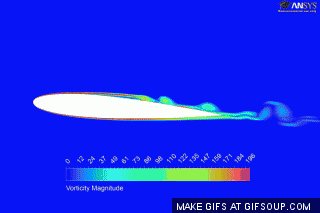 ANSYS
0 12 24 37 49 61 73 86 98 110 122 135 147 159 171 184 196
Vorticity Magnitude
MAKE GIFS AT GIFSOUP.COM